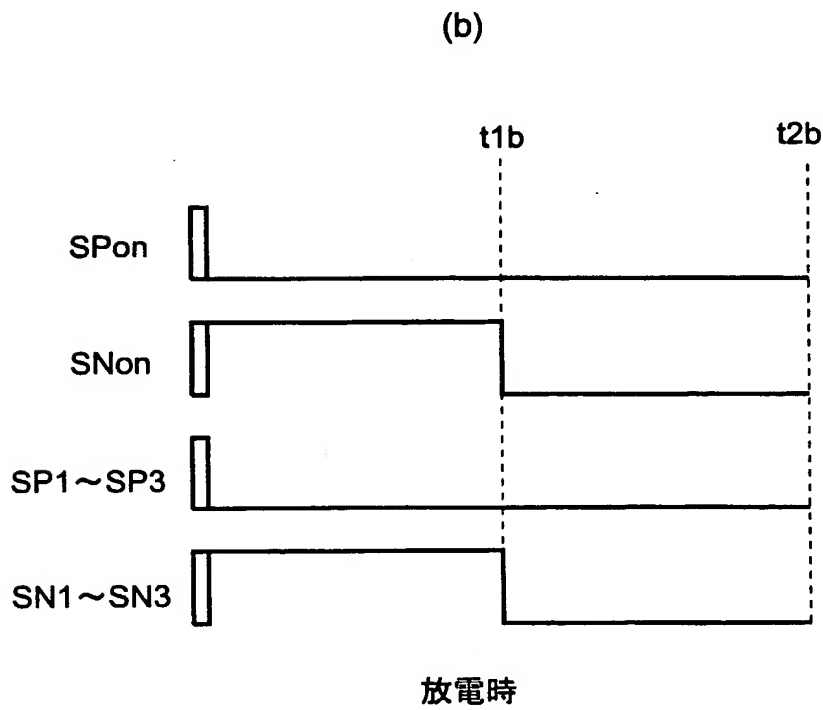 (b)
t1b t2b
SPon
SNon
SP1～SP3
SN1～SN3
放電時